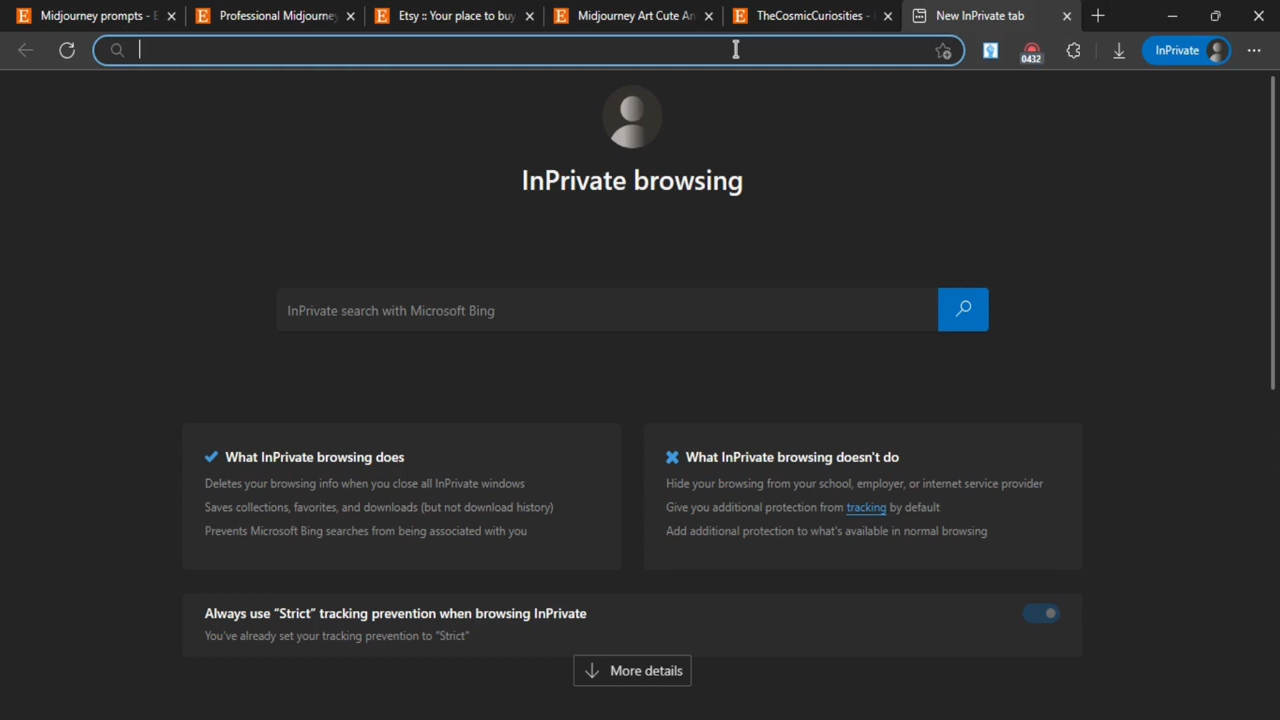 Midjourney prompts - E
Professional Midjourne
Etsy :: Your place to buy
Midjourney Art Cute An
TheCosmicCuriosities -
New InPrivate tab
0432
InPrivate
InPrivate browsing
InPrivate search with Microsoft Bing
What InPrivate browsing does
Deletes your browsing info when you close all InPrivate windows
Saves collections, favorites, and downloads (but not download history)
Prevents Microsoft Bing searches from being associated with you
What InPrivate browsing doesn't do
Hide your browsing from your school, employer, or internet service provider
Give you additional protection from tracking by default
Add additional protection to what's available in normal browsing
Always use "Strict" tracking prevention when browsing InPrivate
You've already set your tracking prevention to "Strict"
More details